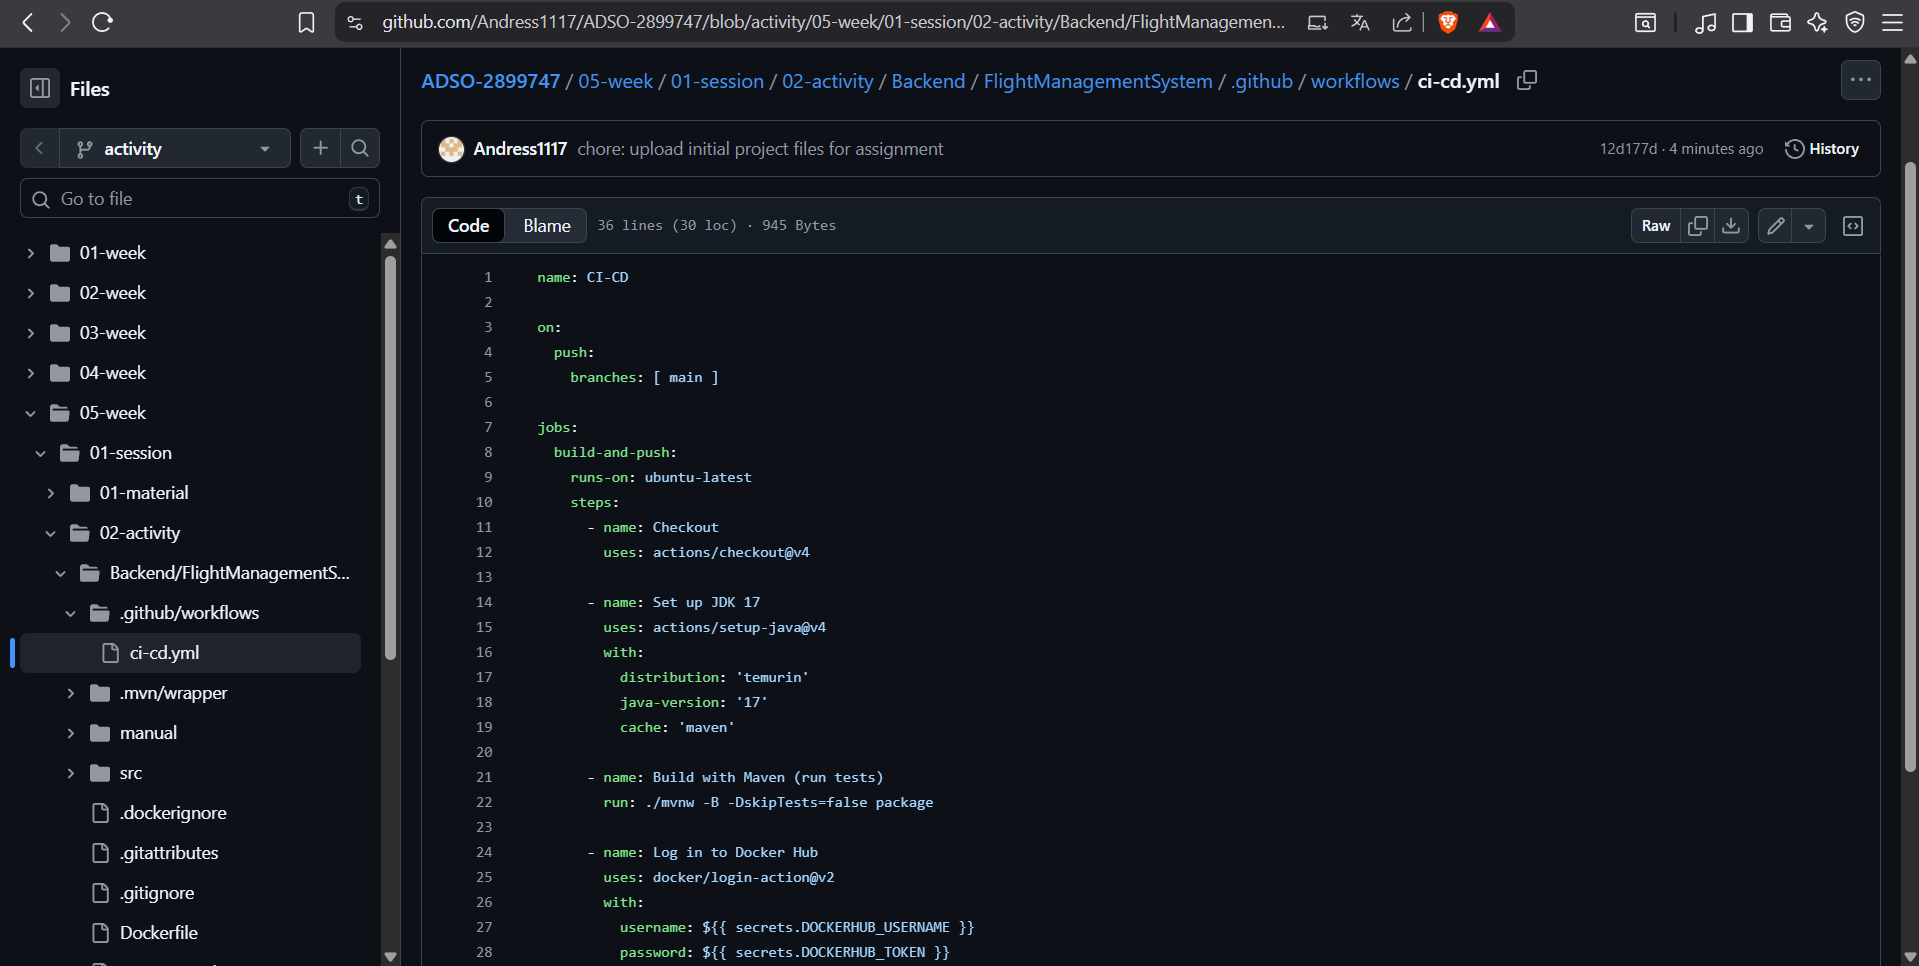 github.com/Andress1117/ADSO-2899747/blob/activity/05-week/01-session/02-activity/Backend/FlightManagemen...
Files
activity
Go to file
t
01-week
02-week
03-week
04-week
05-week
01-session
01-material
02-activity
Backend/FlightManagementS...
.github/workflows
ci-cd.yml
.mvn/wrapper
manual
src
.dockerignore
.gitattributes
.gitignore
Dockerfile
ADSO-2899747 / 05-week / 01-session / 02-activity / Backend / FlightManagementSystem / .github / workflows / ci-cd.yml
Andress1117 chore: upload initial project files for assignment
12d177d · 4 minutes ago
History
Code Blame 36 lines (30 loc) · 945 Bytes
Raw
1 name: CI-CD
2
3 on:
4 push:
5 branches: [ main ]
6
7 jobs:
8 build-and-push:
9 runs-on: ubuntu-latest
10 steps:
11 - name: Checkout
12 uses: actions/checkout@v4
13
14 - name: Set up JDK 17
15 uses: actions/setup-java@v4
16 with:
17 distribution: 'temurin'
18 java-version: '17'
19 cache: 'maven'
20
21 - name: Build with Maven (run tests)
22 run: ./mvnw -B -DskipTests=false package
23
24 - name: Log in to Docker Hub
25 uses: docker/login-action@v2
26 with:
27 username: ${{ secrets.DOCKERHUB_USERNAME }}
28 password: ${{ secrets.DOCKERHUB_TOKEN }}